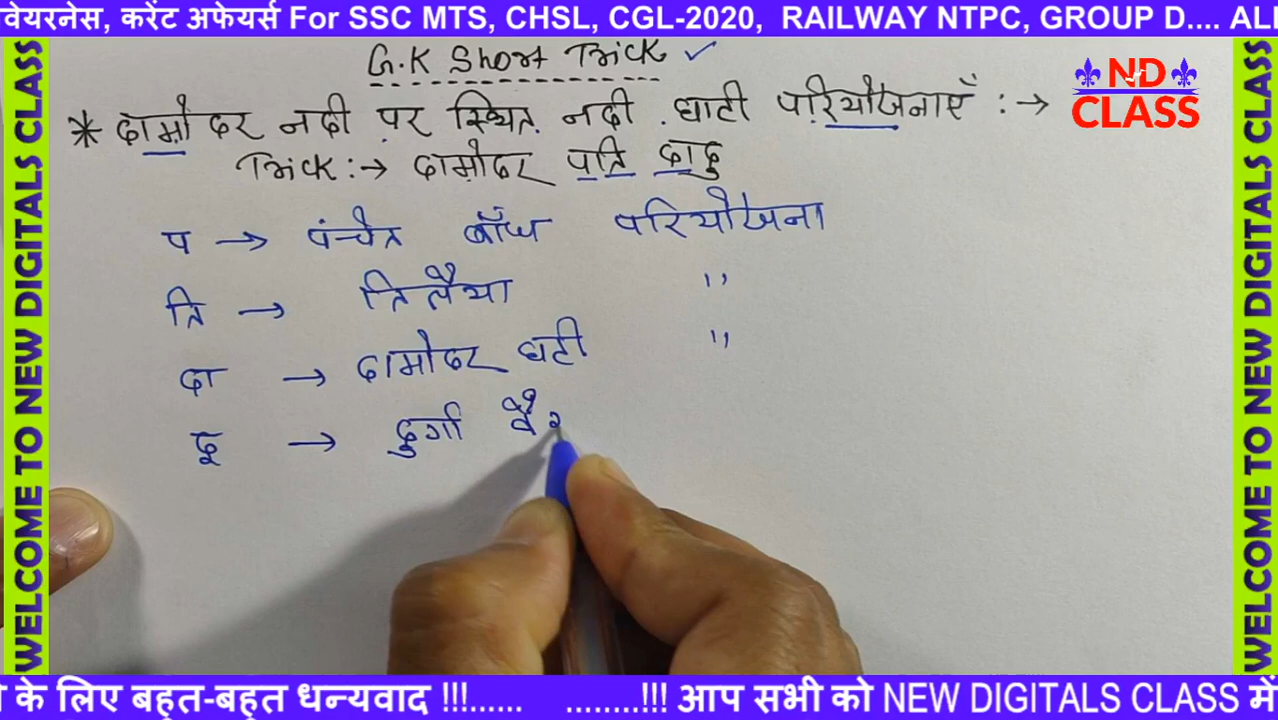 वेयरनेस, करेंट अफेयर्स For SSC MTS, CHSL, CGL-2020, RAILWAY NTPC, GROUP D.... ALL
G.K Short Trick ✓
ND
CLASS
* दामोदर नदी पर स्थित नदी घाटी परियोजनाएँ :→
Trick :→ दामोदर पति दादु
प → पंचेत बाँध परियोजना
ति → तिलैया "
दा → दामोदर घटी "
दू → दुर्गा बै
WELCOME TO NEW DIGITALS CLASS
WELCOME TO NEW DIGITALS CLASS
के लिए बहुत-बहुत धन्यवाद !!!...... ........!!! आप सभी को NEW DIGITALS CLASS में